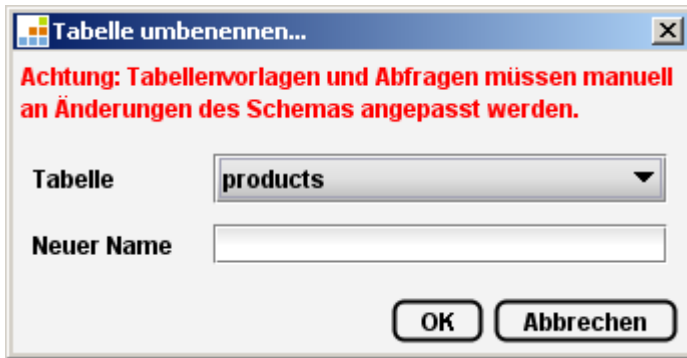 Tabelle umbenennen...
Achtung: Tabellenvorlagen und Abfragen müssen manuell
an Änderungen des Schemas angepasst werden.
Tabelle products
Neuer Name
OK Abbrechen